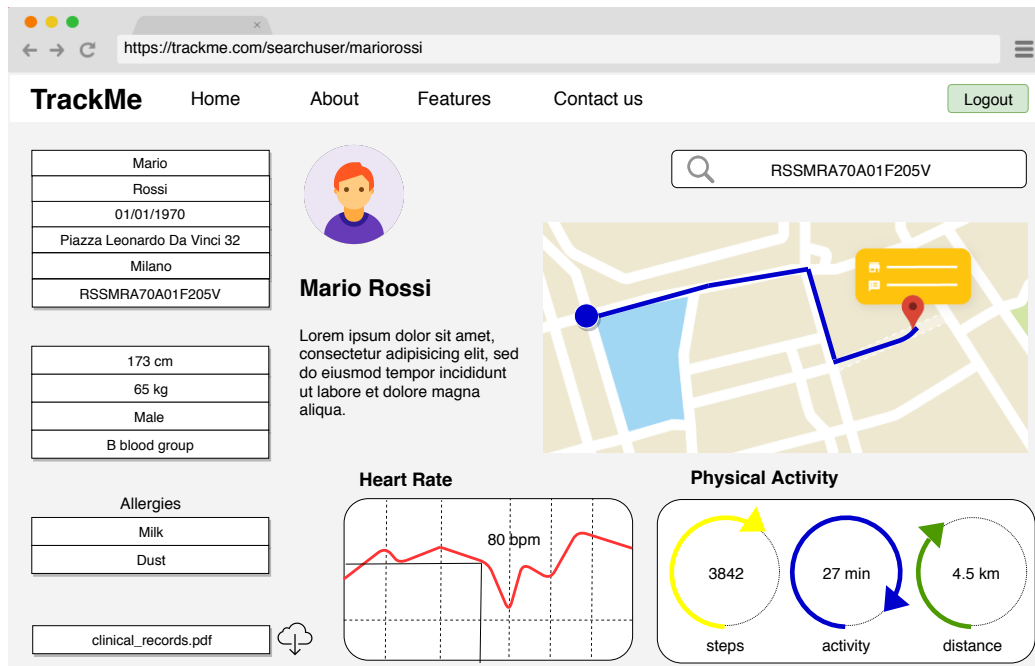 https://trackme.com/searchuser/mariorossi
TrackMe
Home
About
Features
Contact us
Logout
Mario
Rossi
01/01/1970
Piazza Leonardo Da Vinci 32
Milano
RSSMRA70A01F205V
173 cm
65 kg
Male
B blood group
Allergies
Milk
Dust
clinical_records.pdf
Mario Rossi
Lorem ipsum dolor sit amet,
consectetur adipisicing elit, sed
do eiusmod tempor incididunt
ut labore et dolore magna
aliqua.
RSSMRA70A01F205V
Heart Rate
80 bpm
Physical Activity
3842
steps
27 min
activity
4.5 km
distance